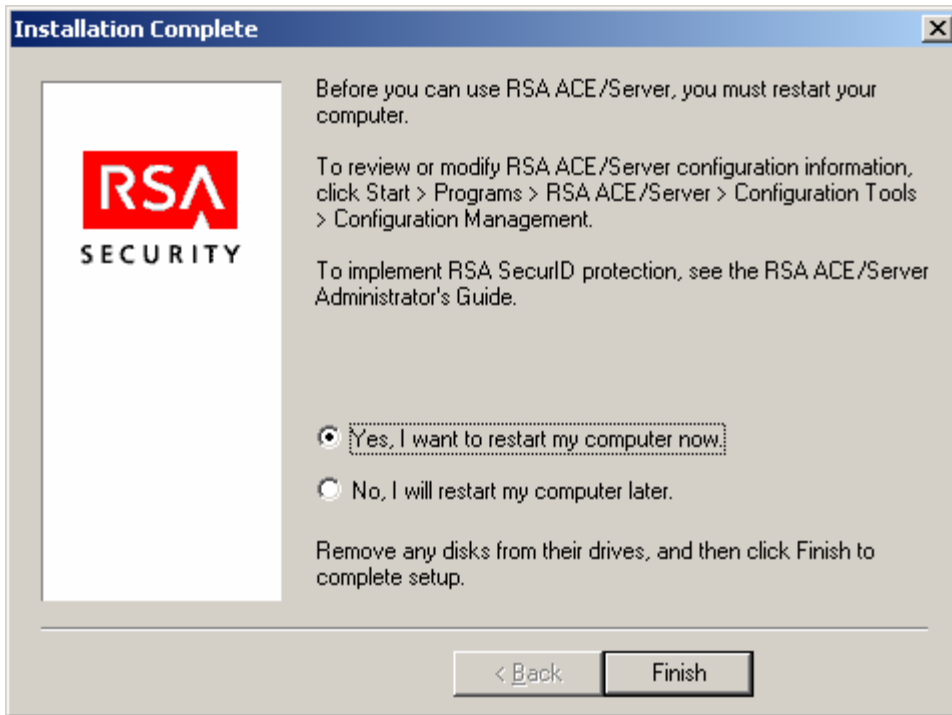 Installation Complete
RSA
SECURITY
Before you can use RSA ACE/Server, you must restart your
computer.
To review or modify RSA ACE/Server configuration information,
click Start > Programs > RSA ACE/Server > Configuration Tools
> Configuration Management.
To implement RSA SecurID protection, see the RSA ACE/Server
Administrator's Guide.
Yes, I want to restart my computer now.
No, I will restart my computer later.
Remove any disks from their drives, and then click Finish to
complete setup.
< Back
Finish